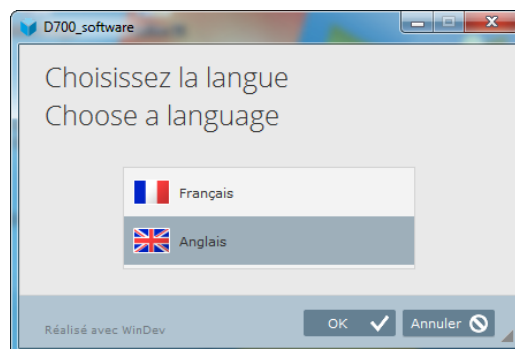 D700_software
Choisissez la langue
Choose a language
Français
Anglais
Réalisé avec WinDev
OK
Annuler